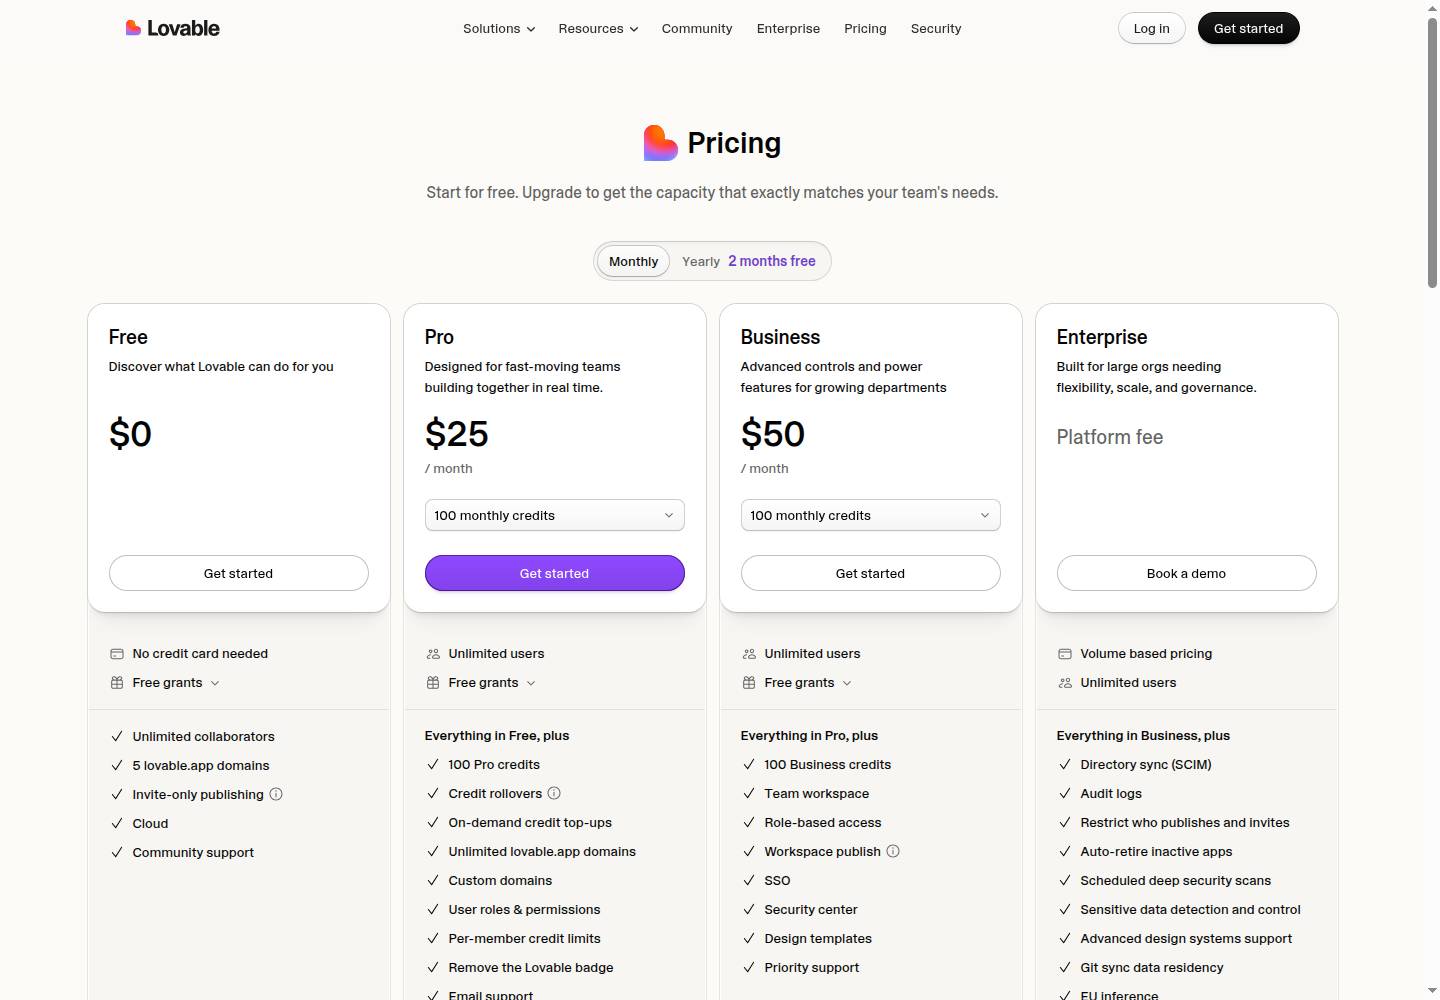 Lovable
Solutions
Resources
Community
Enterprise
Pricing
Security
Log in
Get started
Pricing
Start for free. Upgrade to get the capacity that exactly matches your team's needs.
Monthly
Yearly 2 months free
Free
Discover what Lovable can do for you
$0
Get started
No credit card needed
Free grants
Unlimited collaborators
5 lovable.app domains
Invite-only publishing
Cloud
Community support
Pro
Designed for fast-moving teams
building together in real time.
$25
/ month
100 monthly credits
Get started
Unlimited users
Free grants
Everything in Free, plus
100 Pro credits
Credit rollovers
On-demand credit top-ups
Unlimited lovable.app domains
Custom domains
User roles & permissions
Per-member credit limits
Remove the Lovable badge
Email support
Business
Advanced controls and power
features for growing departments
$50
/ month
100 monthly credits
Get started
Unlimited users
Free grants
Everything in Pro, plus
100 Business credits
Team workspace
Role-based access
Workspace publish
SSO
Security center
Design templates
Priority support
Enterprise
Built for large orgs needing
flexibility, scale, and governance.
Platform fee
Book a demo
Volume based pricing
Unlimited users
Everything in Business, plus
Directory sync (SCIM)
Audit logs
Restrict who publishes and invites
Auto-retire inactive apps
Scheduled deep security scans
Sensitive data detection and control
Advanced design systems support
Git sync data residency
EU inference